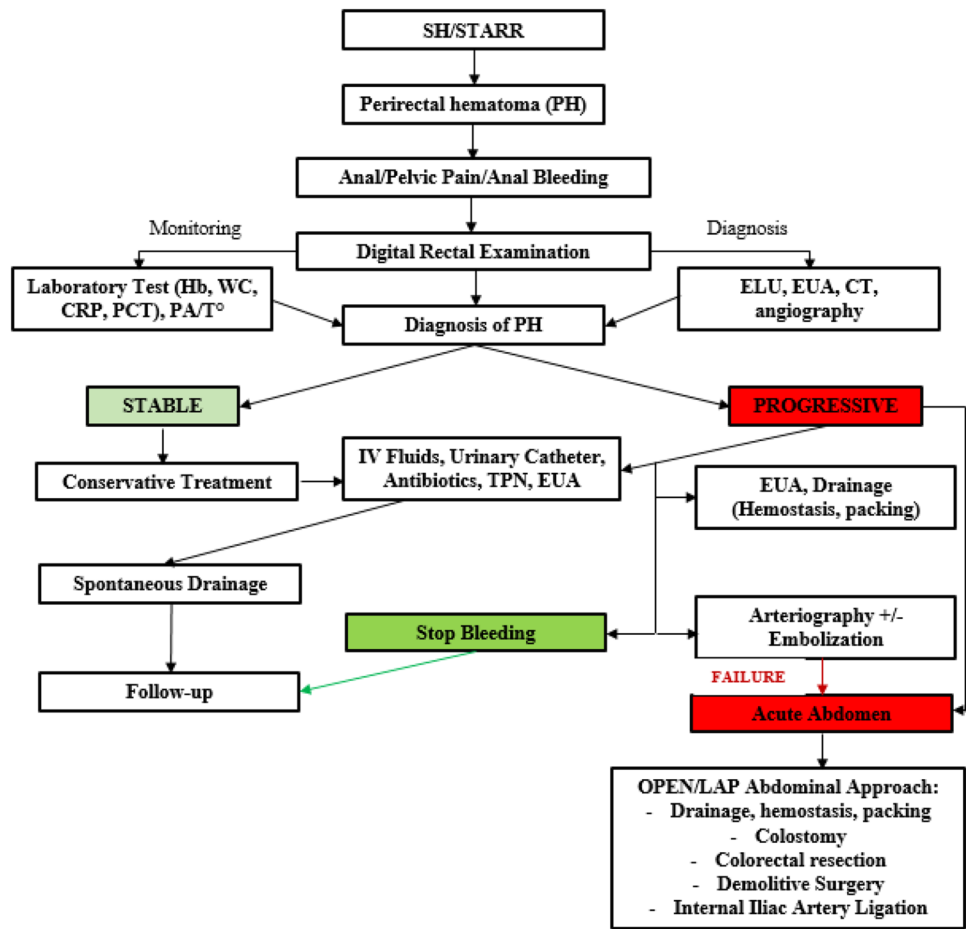 SH/STARR
Perirectal hematoma (PH)
Anal/Pelvic Pain/Anal Bleeding
Monitoring
Diagnosis
Digital Rectal Examination
Laboratory Test (Hb, WC,
CRP, PCT), PA/T°
ELU, EUA, CT,
angiography
Diagnosis of PH
STABLE
PROGRESSIVE
Conservative Treatment
IV Fluids, Urinary Catheter,
Antibiotics, TPN, EUA
EUA, Drainage
(Hemostasis, packing)
Spontaneous Drainage
Stop Bleeding
Arteriography +/-
Embolization
Follow-up
FAILURE
Acute Abdomen
OPEN/LAP Abdominal Approach:
- Drainage, hemostasis, packing
- Colostomy
- Colorectal resection
- Demolitive Surgery
- Internal Iliac Artery Ligation